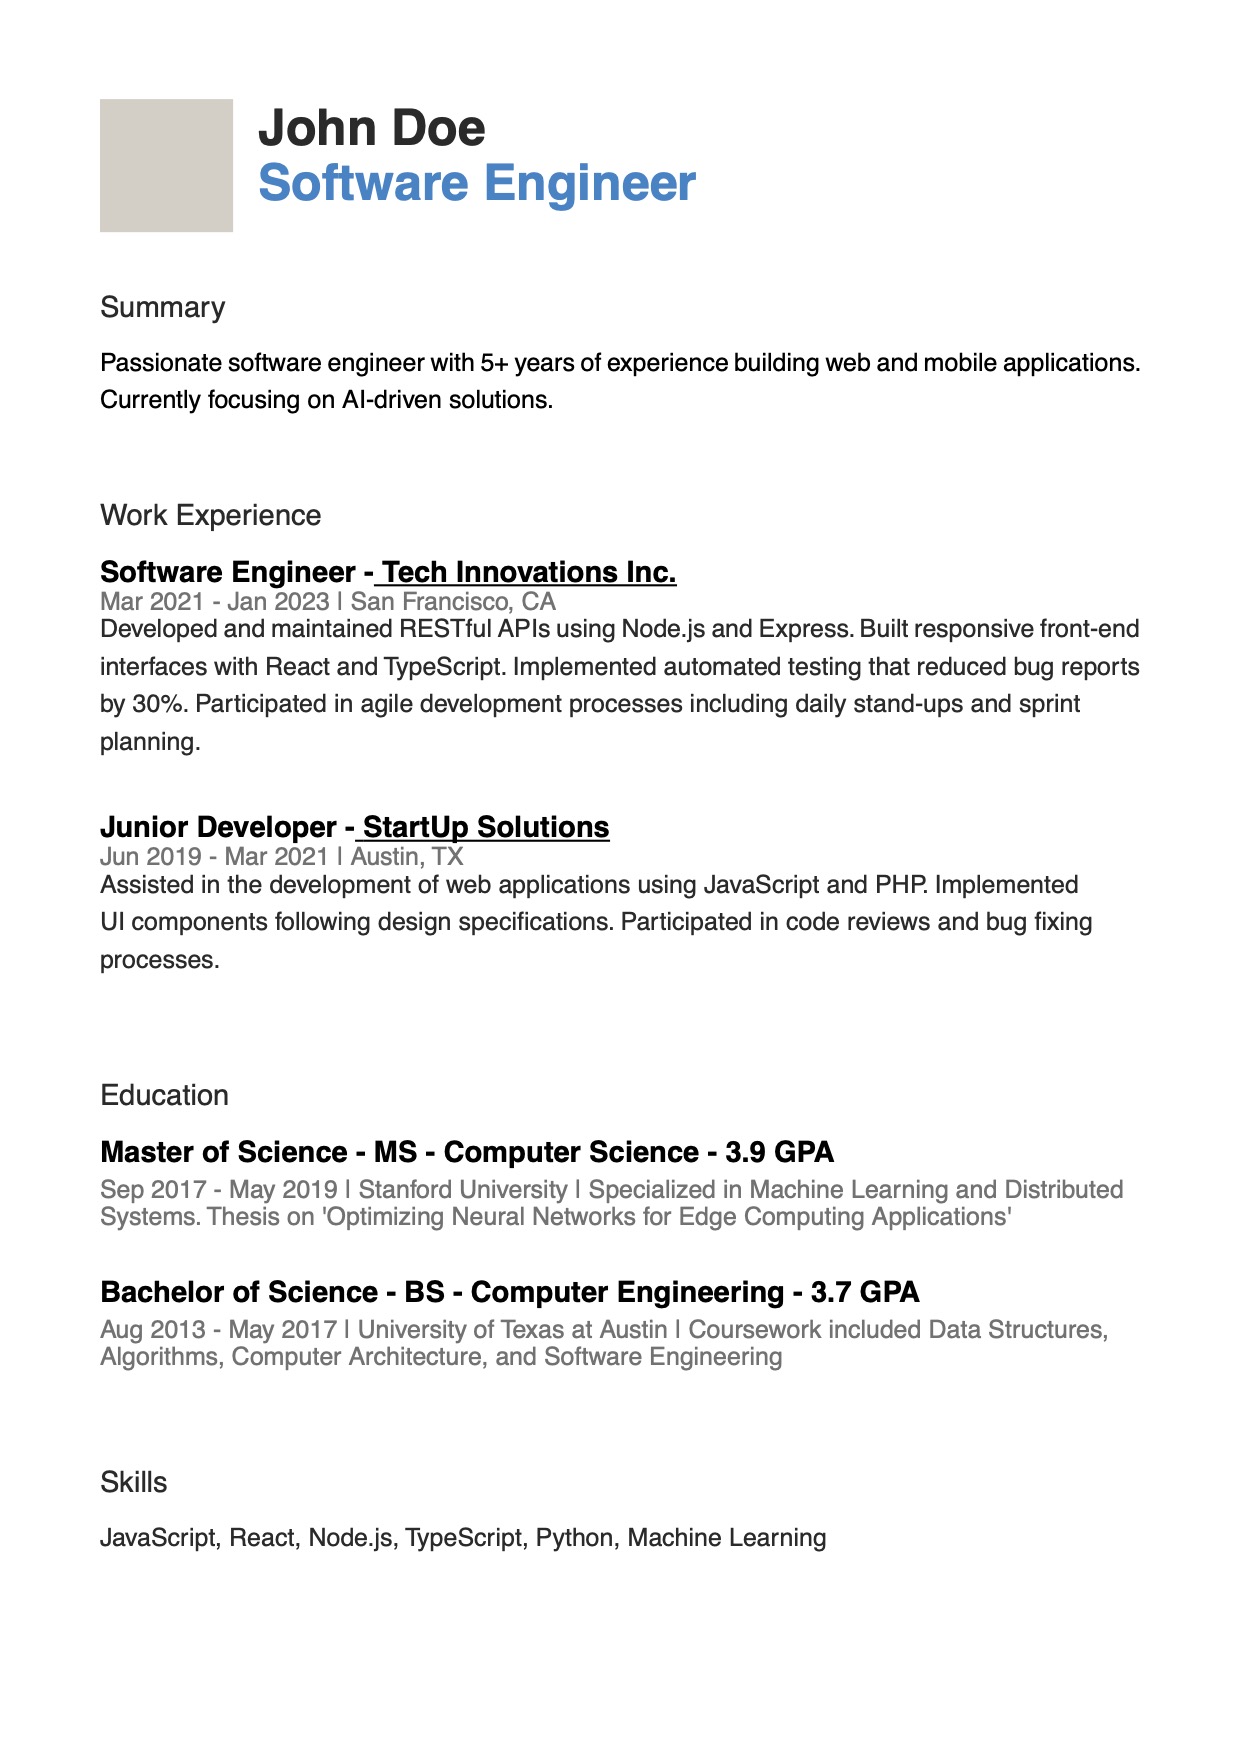 John Doe
Software Engineer
Summary
Passionate software engineer with 5+ years of experience building web and mobile applications.
Currently focusing on AI-driven solutions.
Work Experience
Software Engineer - Tech Innovations Inc.
Mar 2021 - Jan 2023 | San Francisco, CA
Developed and maintained RESTful APIs using Node.js and Express. Built responsive front-end
interfaces with React and TypeScript. Implemented automated testing that reduced bug reports
by 30%. Participated in agile development processes including daily stand-ups and sprint
planning.
Junior Developer - StartUp Solutions
Jun 2019 - Mar 2021 | Austin, TX
Assisted in the development of web applications using JavaScript and PHP. Implemented
UI components following design specifications. Participated in code reviews and bug fixing
processes.
Education
Master of Science - MS - Computer Science - 3.9 GPA
Sep 2017 - May 2019 | Stanford University | Specialized in Machine Learning and Distributed
Systems. Thesis on 'Optimizing Neural Networks for Edge Computing Applications'
Bachelor of Science - BS - Computer Engineering - 3.7 GPA
Aug 2013 - May 2017 | University of Texas at Austin | Coursework included Data Structures,
Algorithms, Computer Architecture, and Software Engineering
Skills
JavaScript, React, Node.js, TypeScript, Python, Machine Learning